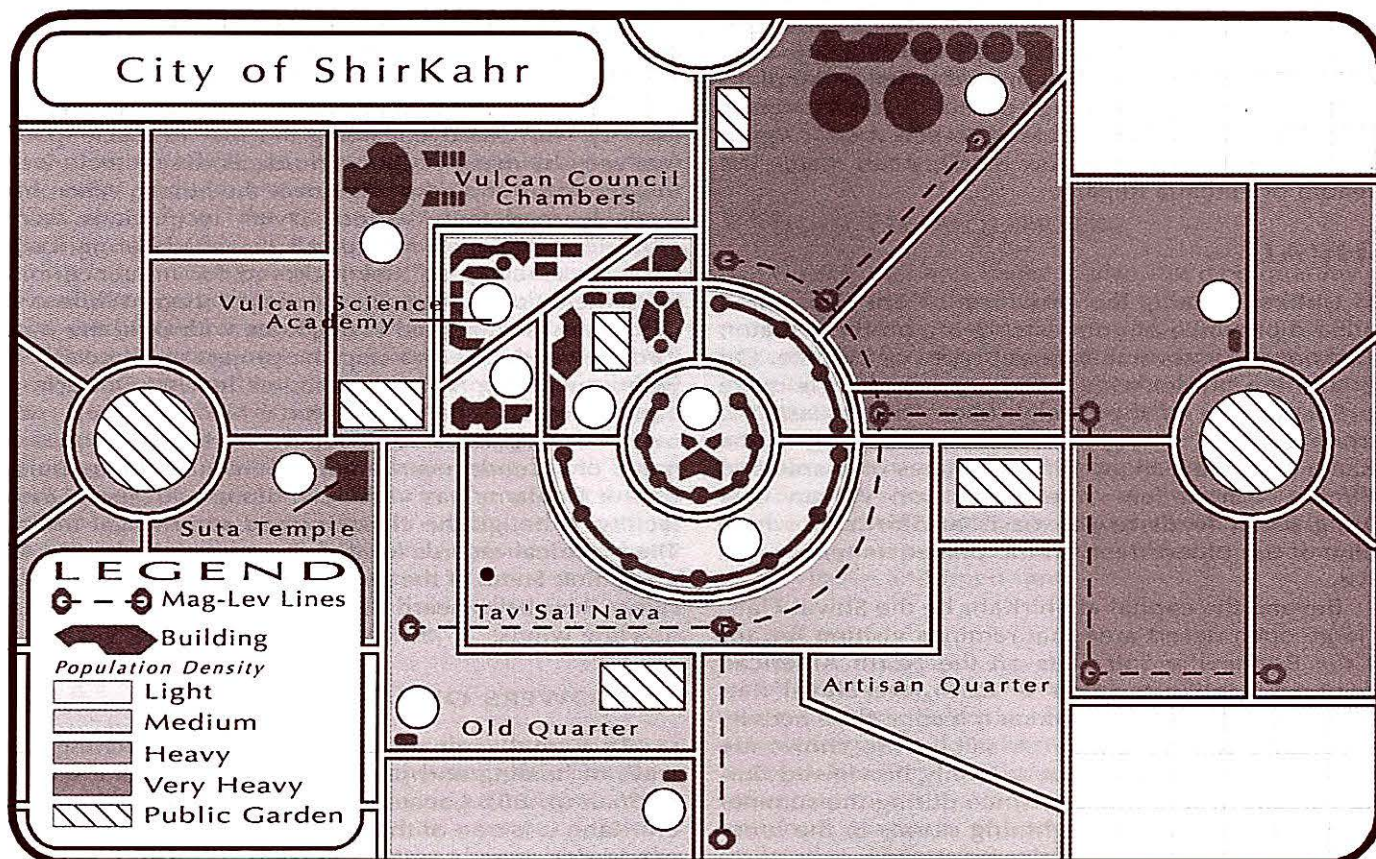 City of ShirKahr
Vulcan Council
Chambers
Vulcan Science
Academy
Suta Temple
Tav'Sal'Nava
Artisan Quarter
Old Quarter
LEGEND
Mag-Lev Lines
Building
Population Density
Light
Medium
Heavy
Very Heavy
Public Garden